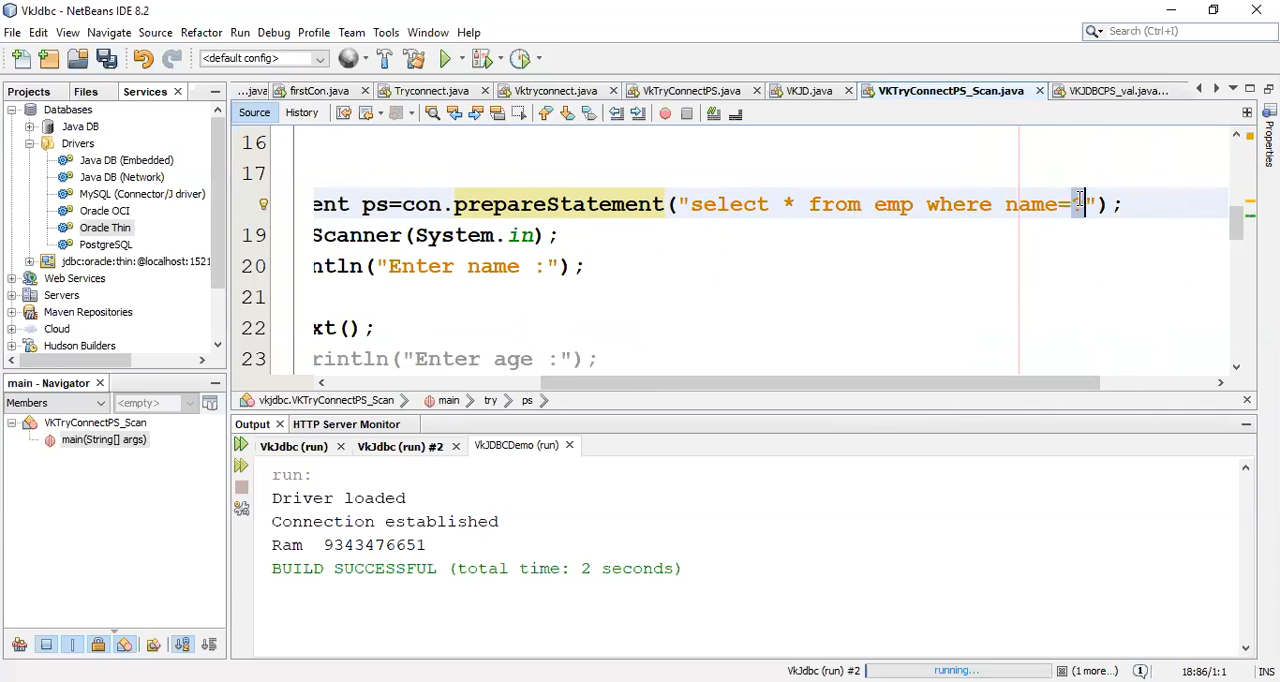 VkJdbc - NetBeans IDE 8.2
File Edit View Navigate Source Refactor Run Debug Profile Team Tools Window Help
Search (Ctrl+I)
<default config>
Projects Files Services
...java firstCon.java Tryconnect.java Vktryconnect.java VkTryConnectPS.java VKJD.java VKTryConnectPS_Scan.java VKJDBCPS_val.java...
Source History
Databases
Java DB
Drivers
Java DB (Embedded)
Java DB (Network)
MySQL (Connector/J driver)
Oracle OCI
Oracle Thin
PostgreSQL
jdbc:oracle:thin:@localhost:1521
Web Services
Servers
Maven Repositories
Cloud
Hudson Builders
16
17
ent ps=con.prepareStatement("select * from emp where name=?");
19 Scanner(System.in);
20 ntln("Enter name :");
21
22 xt();
23 rintln("Enter age :");
Properties
vkjdbc.VKTryConnectPS_Scan main try ps
main - Navigator
Members <empty>
VKTryConnectPS_Scan
main(String[] args)
Output HTTP Server Monitor
VkJdbc (run) VkJdbc (run) #2 VkJDBCDemo (run)
run:
Driver loaded
Connection established
Ram 9343476651
BUILD SUCCESSFUL (total time: 2 seconds)
VkJdbc (run) #2 running... (1 more...) 18:86/1:1 INS